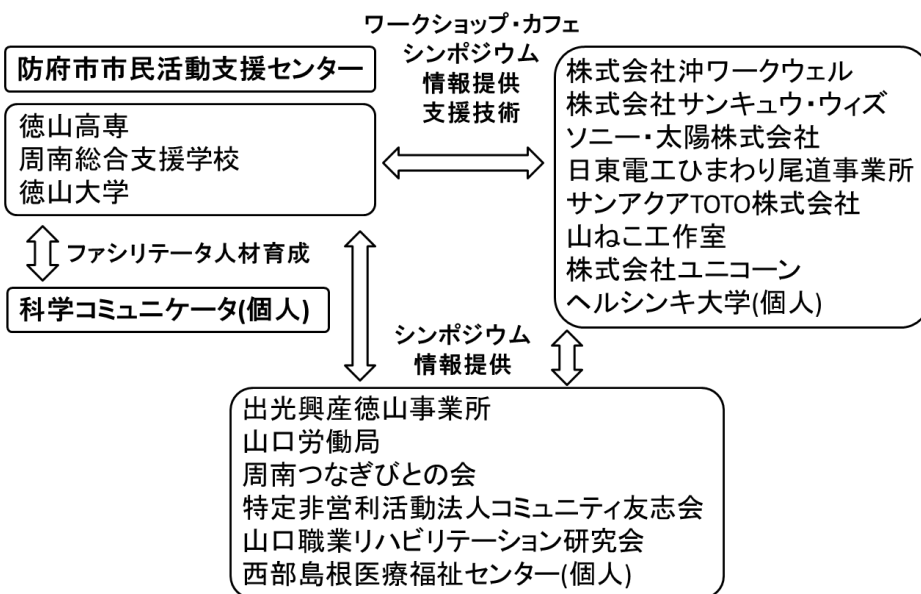 ワークショップ・カフェ
シンポジウム
情報提供
支援技術
防府市市民活動支援センター
徳山高専
周南総合支援学校
徳山大学
株式会社沖ワークウェル
株式会社サンキュウ・ウィズ
ソニー・太陽株式会社
日東電工ひまわり尾道事業所
サンアクアTOTO株式会社
山ねこ工作室
株式会社ユニコーン
ヘルシンキ大学(個人)
ファシリテータ人材育成
科学コミュニケータ(個人)
シンポジウム
情報提供
出光興産徳山事業所
山口労働局
周南つなぎびとの会
特定非営利活動法人コミュニティ友志会
山口職業リハビリテーション研究会
西部島根医療福祉センター(個人)